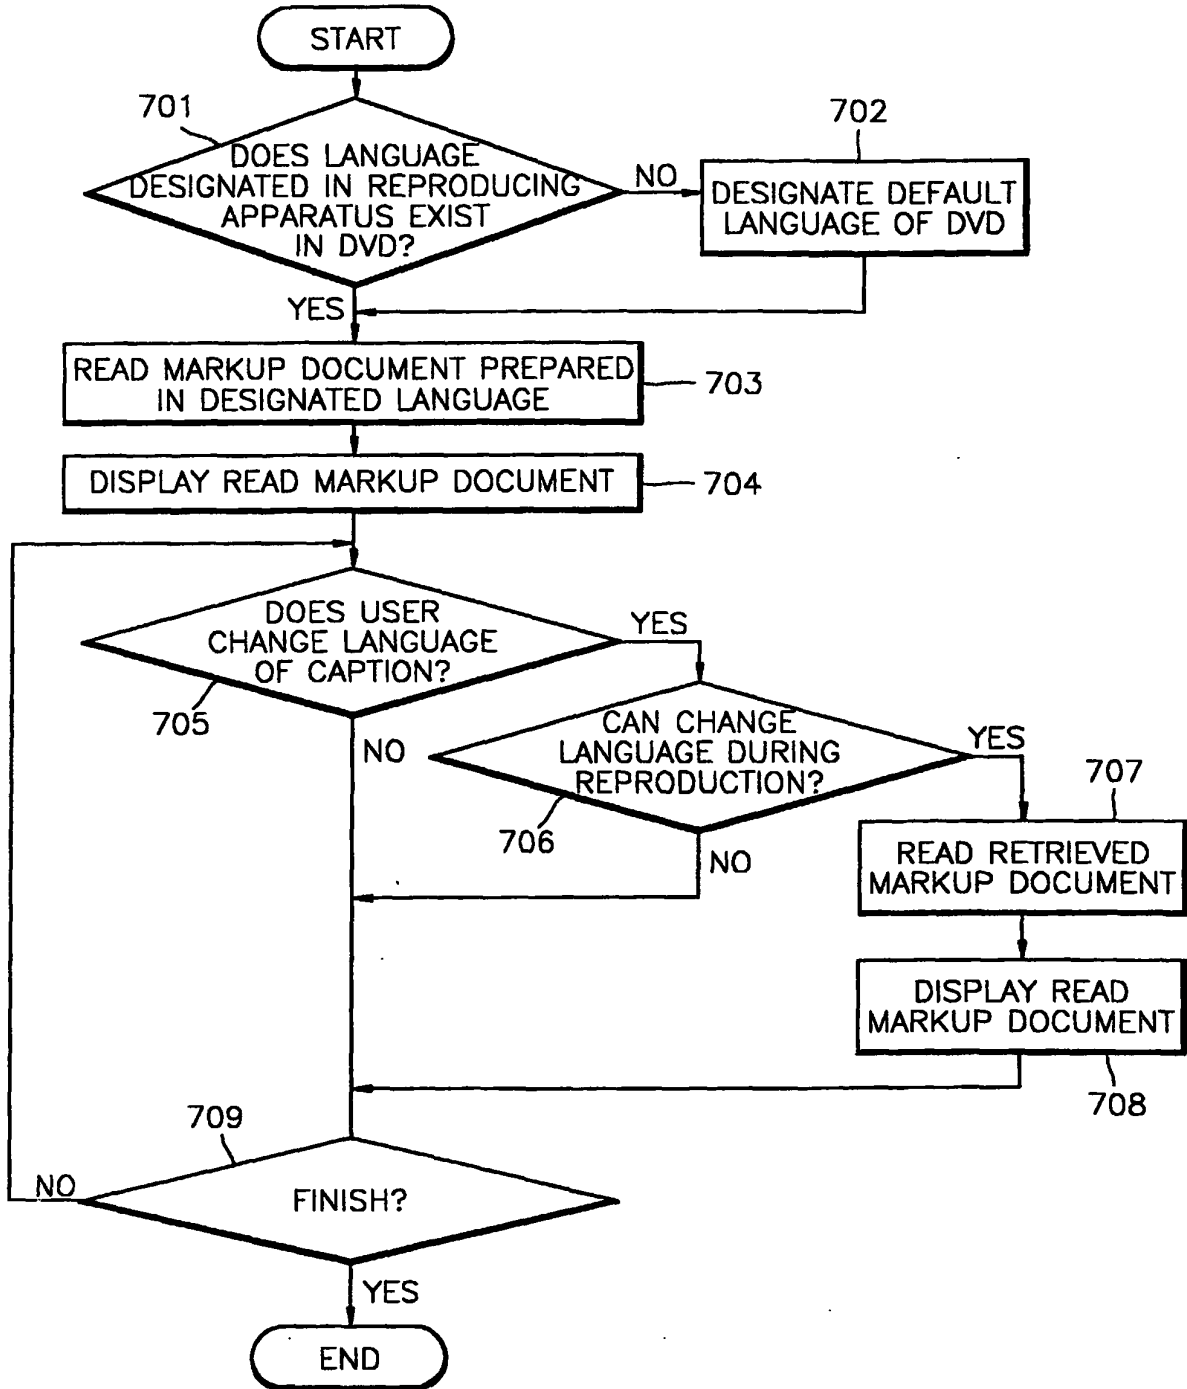 START
701
DOES LANGUAGE
DESIGNATED IN REPRODUCING
APPARATUS EXIST
IN DVD?
NO
702
DESIGNATE DEFAULT
LANGUAGE OF DVD
YES
READ MARKUP DOCUMENT PREPARED
IN DESIGNATED LANGUAGE
703
DISPLAY READ MARKUP DOCUMENT
704
DOES USER
CHANGE LANGUAGE
OF CAPTION?
YES
705
NO
CAN CHANGE
LANGUAGE DURING
REPRODUCTION?
YES
706
NO
707
READ RETRIEVED
MARKUP DOCUMENT
DISPLAY READ
MARKUP DOCUMENT
708
709
FINISH?
NO
YES
END